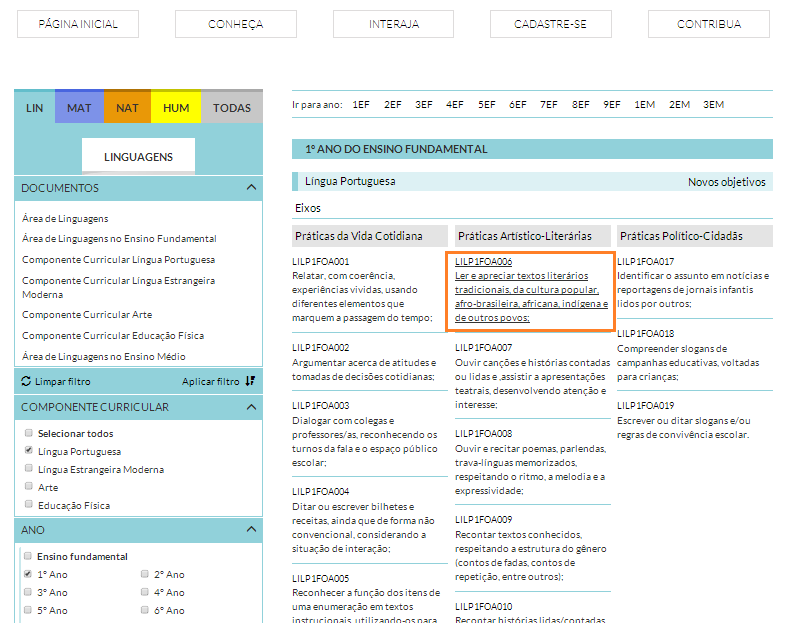 PÁGINA INICIAL
CONHEÇA
INTERAJA
CADASTRE-SE
CONTRIBUA
LIN
MAT
NAT
HUM
TODAS
LINGUAGENS
DOCUMENTOS
Área de Linguagens
Área de Linguagens no Ensino Fundamental
Componente Curricular Língua Portuguesa
Componente Curricular Língua Estrangeira
Moderna
Componente Curricular Arte
Componente Curricular Educação Física
Área de Linguagens no Ensino Médio
Limpar filtro
Aplicar filtro
COMPONENTE CURRICULAR
Selecionar todos
Língua Portuguesa
Língua Estrangeira Moderna
Arte
Educação Física
ANO
Ensino fundamental
1º Ano
2º Ano
3º Ano
4º Ano
5º Ano
6º Ano
Ir para ano: 1EF 2EF 3EF 4EF 5EF 6EF 7EF 8EF 9EF 1EM 2EM 3EM
1º ANO DO ENSINO FUNDAMENTAL
Língua Portuguesa
Novos objetivos
Eixos
Práticas da Vida Cotidiana
LILP1FOA001
Relatar, com coerência,
experiências vividas, usando
diferentes elementos que
marquem a passagem do tempo;
LILP1FOA002
Argumentar acerca de atitudes e
tomadas de decisões cotidianas;
LILP1FOA003
Dialogar com colegas e
professores/as, reconhecendo os
turnos da fala e o espaço público
escolar;
LILP1FOA004
Ditar ou escrever bilhetes e
receitas, ainda que de forma não
convencional, considerando a
situação de interação;
LILP1FOA005
Reconhecer a função dos itens de
uma enumeração em textos
instrucionais, utilizando-os para
Práticas Artístico-Literárias
LILP1FOA006
Ler e apreciar textos literários
tradicionais, da cultura popular,
afro-brasileira, africana, indígena e
de outros povos;
LILP1FOA007
Ouvir canções e histórias contadas
ou lidas e ,assistir a apresentações
teatrais, desenvolvendo atenção e
interesse;
LILP1FOA008
Ouvir e recitar poemas, parlendas,
trava-línguas memorizados,
respeitando o ritmo, a melodia e a
expressividade;
LILP1FOA009
Recontar textos conhecidos,
respeitando a estrutura do gênero
(contos de fadas, contos de
repetição, entre outros);
LILP1FOA010
Recontar histórias lidas/contadas
Práticas Político-Cidadãs
LILP1FOA017
Identificar o assunto em notícias e
reportagens de jornais infantis
lidos por outros;
LILP1FOA018
Compreender slogans de
campanhas educativas, voltadas
para crianças;
LILP1FOA019
Escrever ou ditar slogans e/ou
regras de convivência escolar.